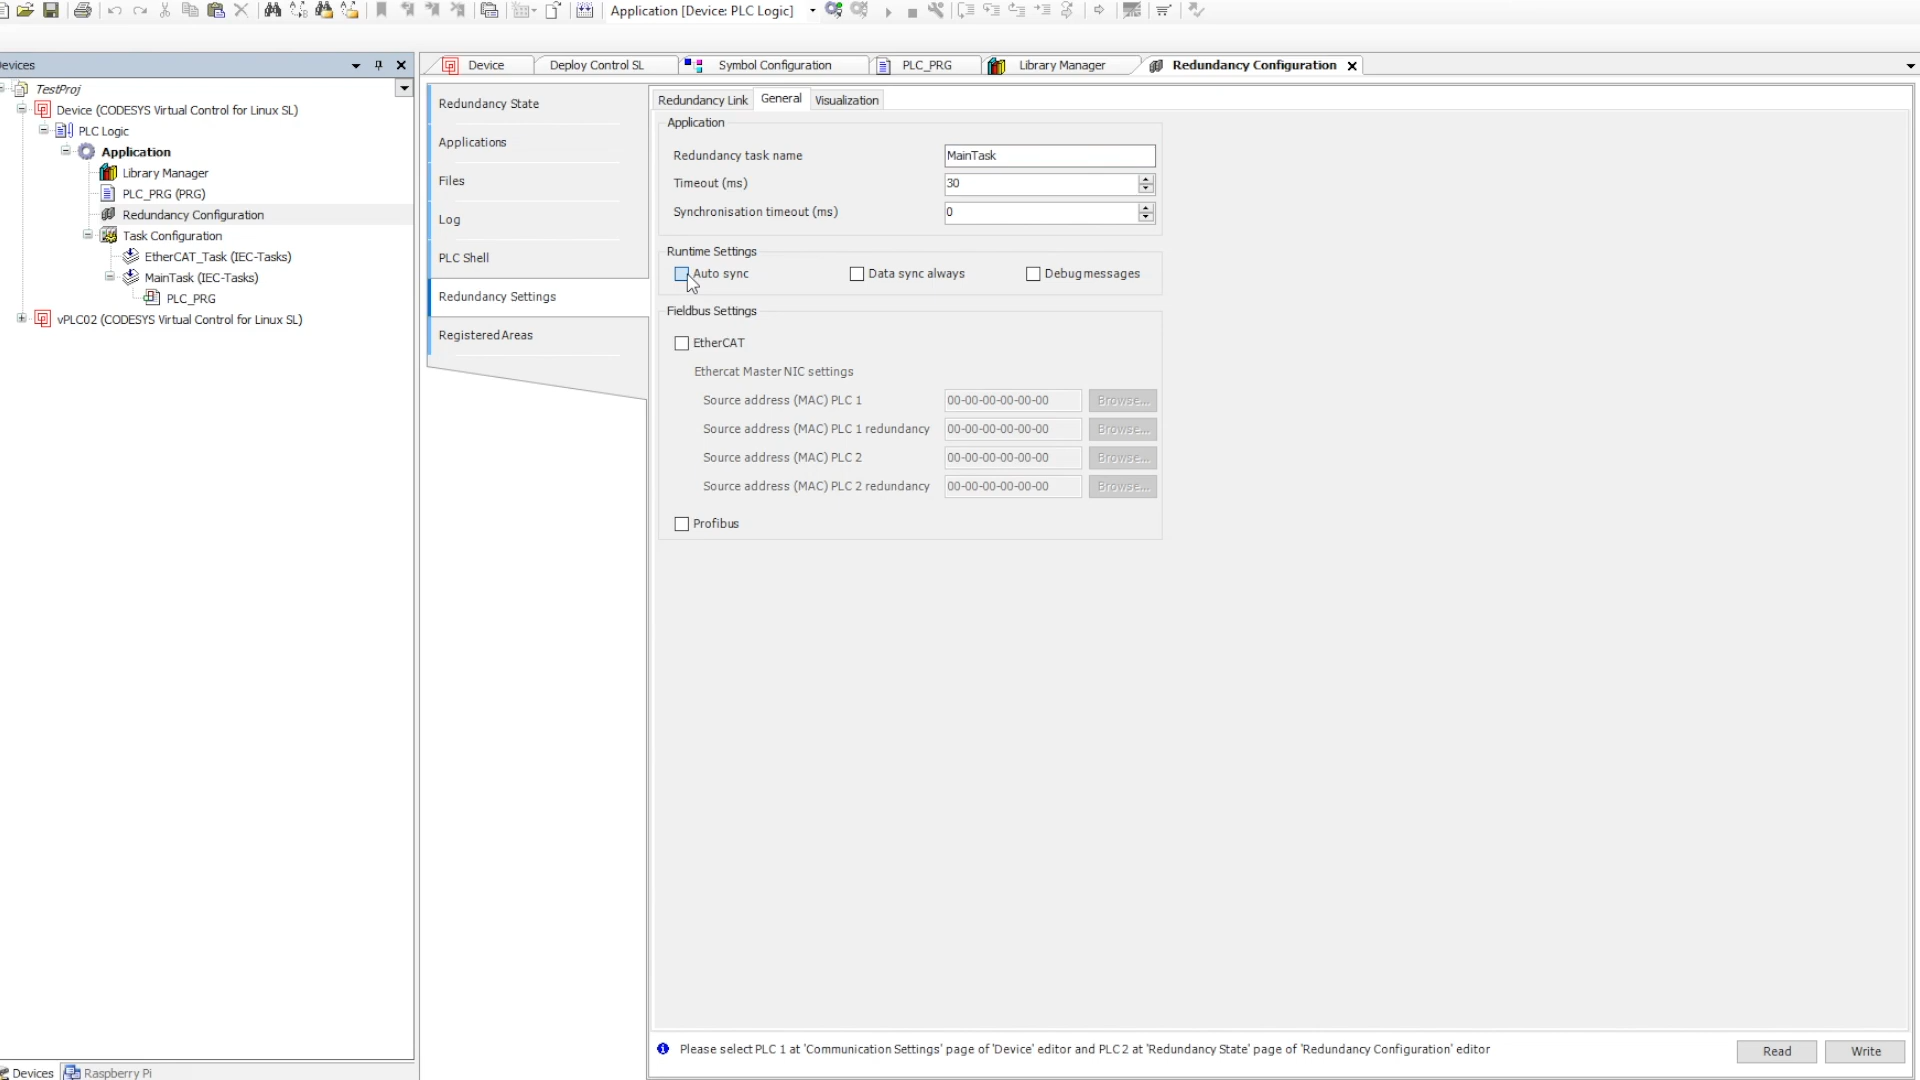 Application [Device: PLC Logic]
evices
Device
Deploy Control SL
Symbol Configuration
PLC_PRG
Library Manager
Redundancy Configuration
TestProj
Device (CODESYS Virtual Control for Linux SL)
PLC Logic
Application
Library Manager
PLC_PRG (PRG)
Redundancy Configuration
Task Configuration
EtherCAT_Task (IEC-Tasks)
MainTask (IEC-Tasks)
PLC_PRG
vPLC02 (CODESYS Virtual Control for Linux SL)
Redundancy State
Applications
Files
Log
PLC Shell
Redundancy Settings
Registered Areas
Redundancy Link
General
Visualization
Application
Redundancy task name
MainTask
Timeout (ms)
30
Synchronisation timeout (ms)
0
Runtime Settings
Auto sync
Data sync always
Debug messages
Fieldbus Settings
EtherCAT
Ethercat Master NIC settings
Source address (MAC) PLC 1
00-00-00-00-00-00
Browse...
Source address (MAC) PLC 1 redundancy
00-00-00-00-00-00
Browse...
Source address (MAC) PLC 2
00-00-00-00-00-00
Browse...
Source address (MAC) PLC 2 redundancy
00-00-00-00-00-00
Browse...
Profibus
Please select PLC 1 at 'Communication Settings' page of 'Device' editor and PLC 2 at 'Redundancy State' page of 'Redundancy Configuration' editor
Read
Write
Devices
Raspberry Pi